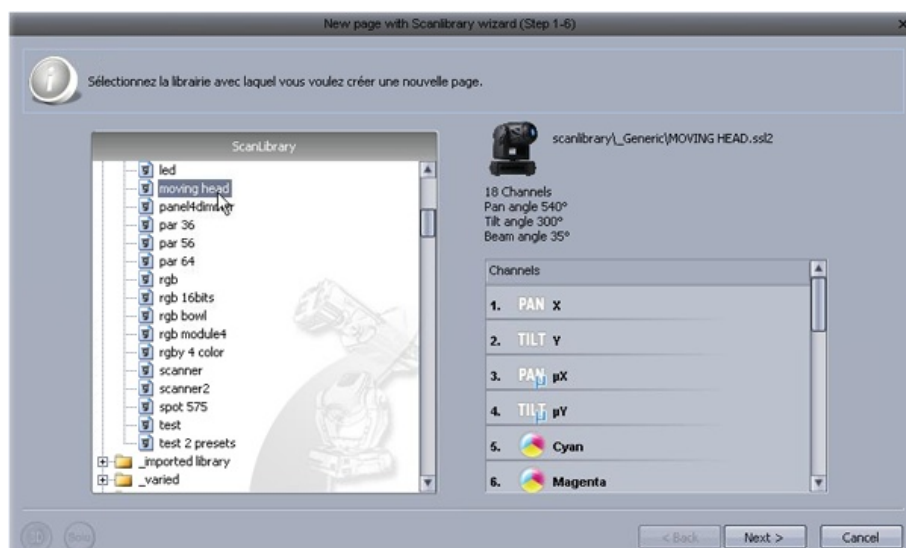 New page with Scanlibrary wizard (Step 1-6)
Sélectionnez la librairie avec laquel vous voulez créer une nouvelle page.
ScanLibrary
led
moving head
panel4dimmer
par 36
par 56
par 64
rgb
rgb 16bits
rgb bowl
rgb module4
rgby 4 color
scanner
scanner2
spot 575
test
test 2 presets
_imported library
_varied
scanlibrary\_Generic\MOVING HEAD.ssl2
18 Channels
Pan angle 540°
Tilt angle 300°
Beam angle 35°
Channels
1. PAN X
2. TILT Y
3. PAN µ µX
4. TILT µ µY
5. Cyan
6. Magenta
< Back
Next >
Cancel